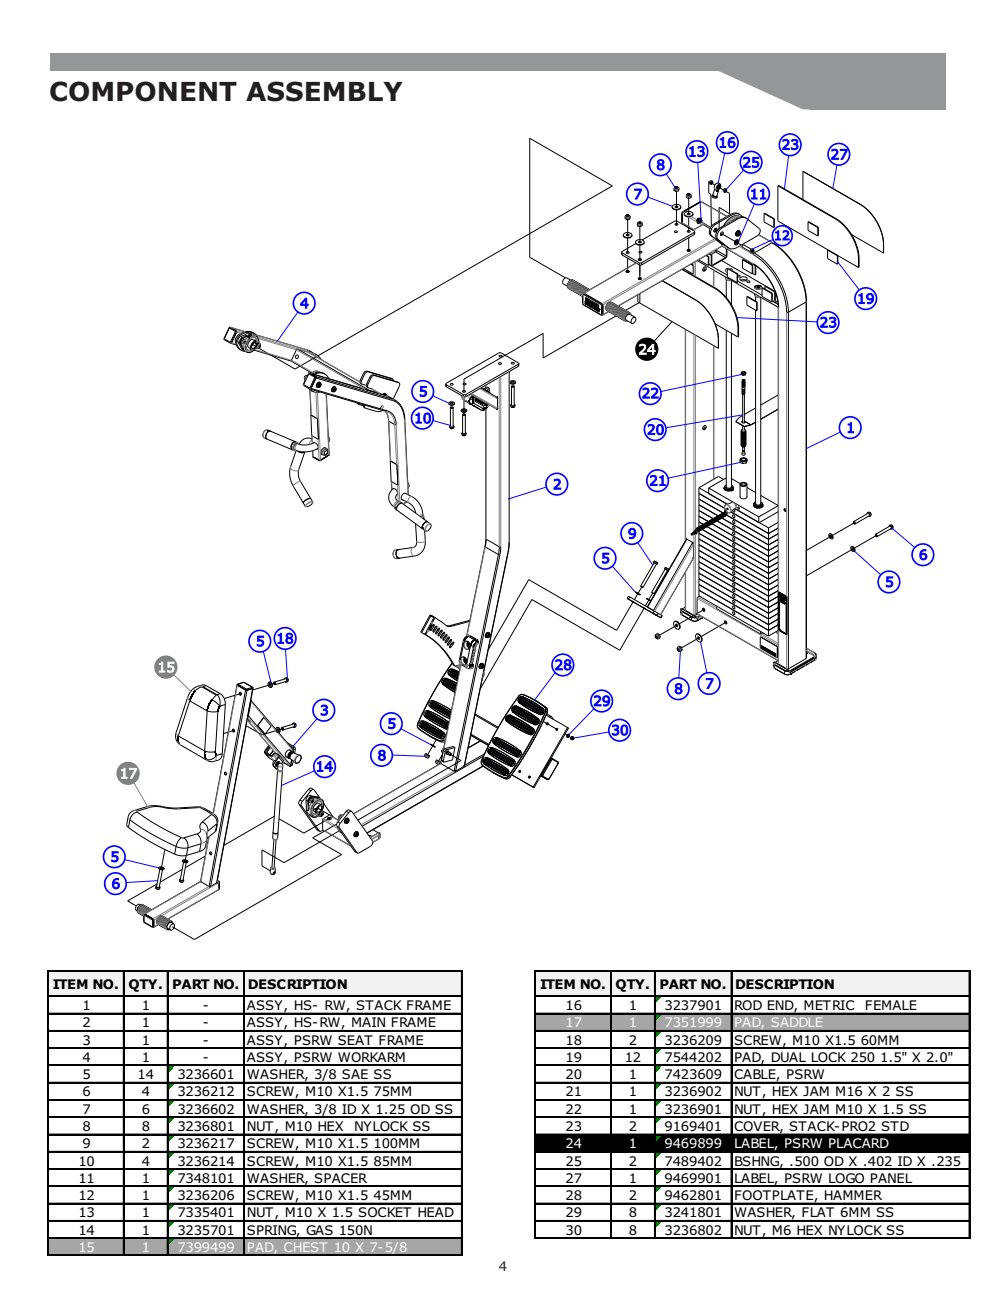 COMPONENT ASSEMBLY
16
23
27
13
25
8
7
11
12
19
4
23
24
5
22
10
20
1
21
2
9
6
5
5
5
18
15
8
7
28
3
29
5
30
8
14
17
5
6
ITEM NO. QTY. PART NO. DESCRIPTION
1 1 - ASSY, HS- RW, STACK FRAME
2 1 - ASSY, HS-RW, MAIN FRAME
3 1 - ASSY, PSRW SEAT FRAME
4 1 - ASSY, PSRW WORKARM
5 14 3236601 WASHER, 3/8 SAE SS
6 4 3236212 SCREW, M10 X1.5 75MM
7 6 3236602 WASHER, 3/8 ID X 1.25 OD SS
8 8 3236801 NUT, M10 HEX NYLOCK SS
9 2 3236217 SCREW, M10 X1.5 100MM
10 4 3236214 SCREW, M10 X1.5 85MM
11 1 7348101 WASHER, SPACER
12 1 3236206 SCREW, M10 X1.5 45MM
13 1 7335401 NUT, M10 X 1.5 SOCKET HEAD
14 1 3235701 SPRING, GAS 150N
15 1 7399499 PAD, CHEST 10 X 7-5/8
ITEM NO. QTY. PART NO. DESCRIPTION
16 1 3237901 ROD END, METRIC FEMALE
17 1 7351999 PAD, SADDLE
18 2 3236209 SCREW, M10 X1.5 60MM
19 12 7544202 PAD, DUAL LOCK 250 1.5" X 2.0"
20 1 7423609 CABLE, PSRW
21 1 3236902 NUT, HEX JAM M16 X 2 SS
22 1 3236901 NUT, HEX JAM M10 X 1.5 SS
23 2 9169401 COVER, STACK-PRO2 STD
24 1 9469899 LABEL, PSRW PLACARD
25 2 7489402 BSHNG, .500 OD X .402 ID X .235
27 1 9469901 LABEL, PSRW LOGO PANEL
28 2 9462801 FOOTPLATE, HAMMER
29 8 3241801 WASHER, FLAT 6MM SS
30 8 3236802 NUT, M6 HEX NYLOCK SS
4